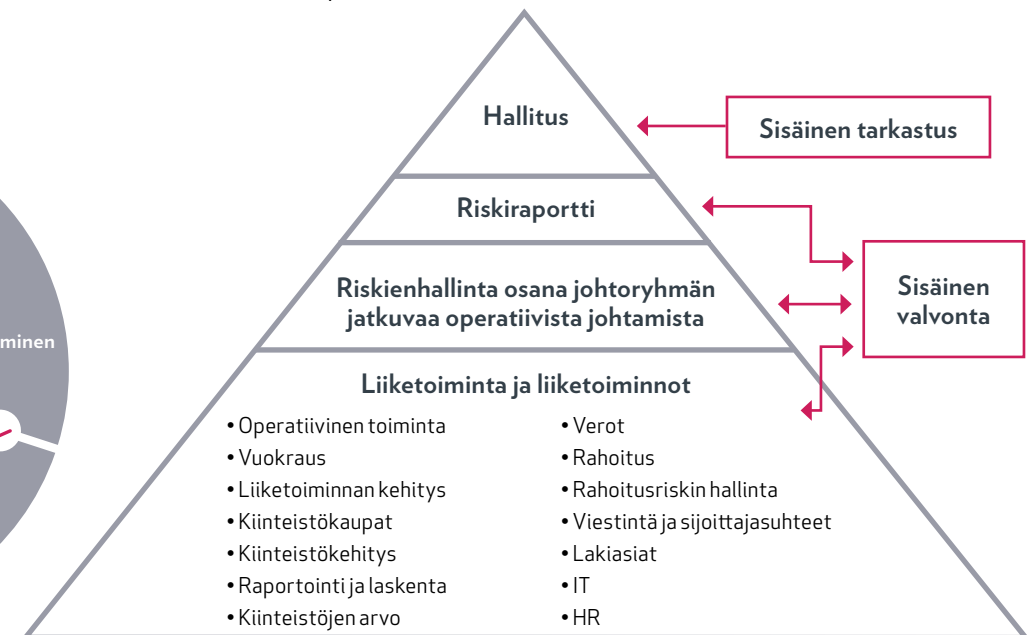 Hallitus
Sisäinen tarkastus
Riskiraportti
Riskienhallinta osana johtoryhmän
jatkuvaa operatiivista johtamista
Sisäinen
valvonta
minen
Liiketoiminta ja liiketoiminnot
• Operatiivinen toiminta
• Vuokraus
• Liiketoiminnan kehitys
• Kiinteistökaupat
• Kiinteistökehitys
• Raportointi ja laskenta
• Kiinteistöjen arvo
• Verot
• Rahoitus
• Rahoitusriskin hallinta
• Viestintä ja sijoittajasuhteet
• Lakiasiat
• IT
• HR